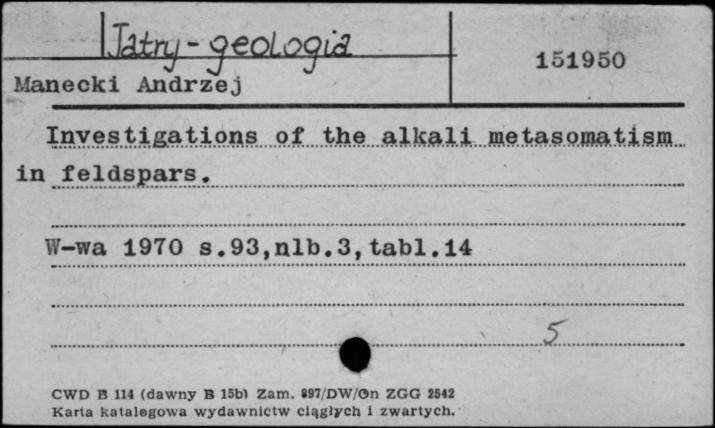 Tatry - geologia
151950
Manecki Andrzej
Investigations of the alkali metasomatism
in feldspars.
W-wa 1970 s.93,nlb.3,tabl.14
5
CWD B 114 (dawny B 15b) Zam. 897/DW/On ZGG 2542
Karta katalogowa wydawnictw ciągłych i zwartych.